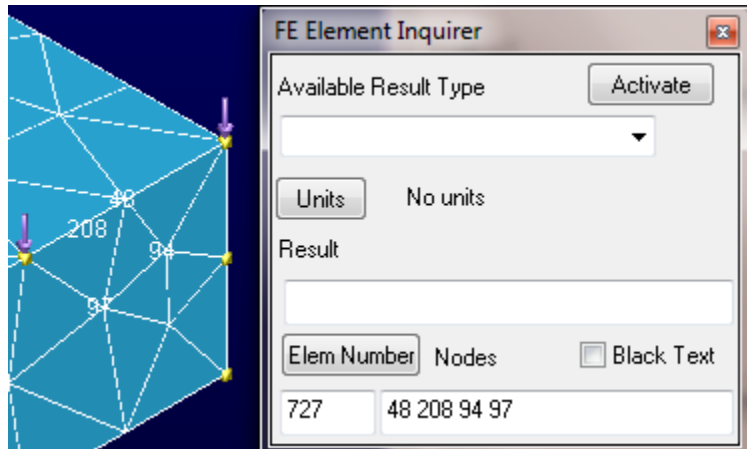 48
208
94
97
FE Element Inquirer
Available Result Type
Activate
Units
No units
Result
Elem Number
Nodes
Black Text
727
48 208 94 97